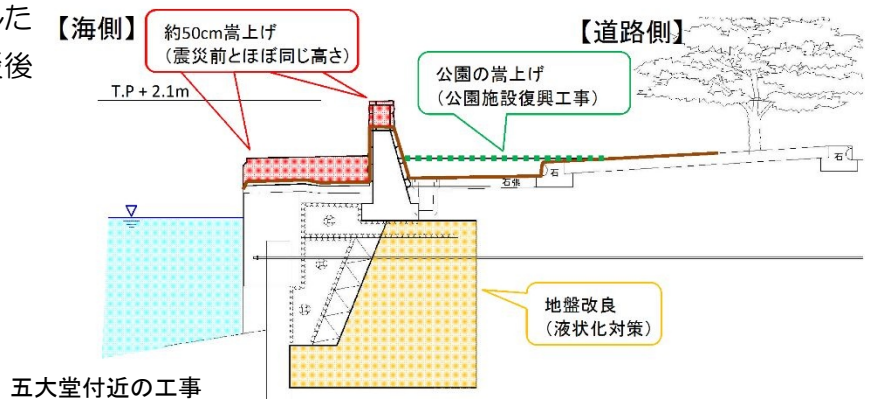 した
後
【海側】
約50cm嵩上げ
（震災前とほぼ同じ高さ）
【道路側】
公園の嵩上げ
（公園施設復興工事）
T.P + 2.1m
石
石
石張
地盤改良
（液状化対策）
五大堂付近の工事